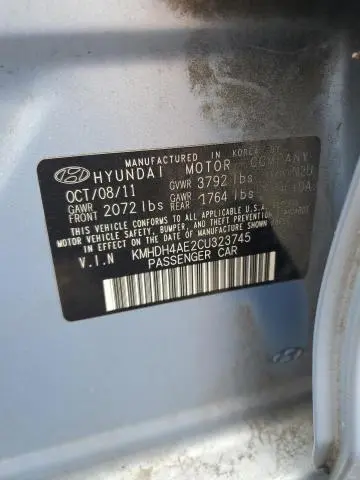 MANUFACTURED IN KOREA BY
HYUNDAI MOTOR COMPANY
OCT/08/11 GVWR 3792 lbs
GAWR FRONT 2072 lbs GAWR REAR 1764 lbs
THIS VEHICLE CONFORMS TO ALL APPLICABLE U.S.A. FEDERAL
MOTOR VEHICLE SAFETY, BUMPER, AND THEFT PREVENTION STANDARDS
IN EFFECT ON THE DATE OF MANUFACTURE SHOWN ABOVE
V.I.N KMHDH4AE2CU323745
PASSENGER CAR